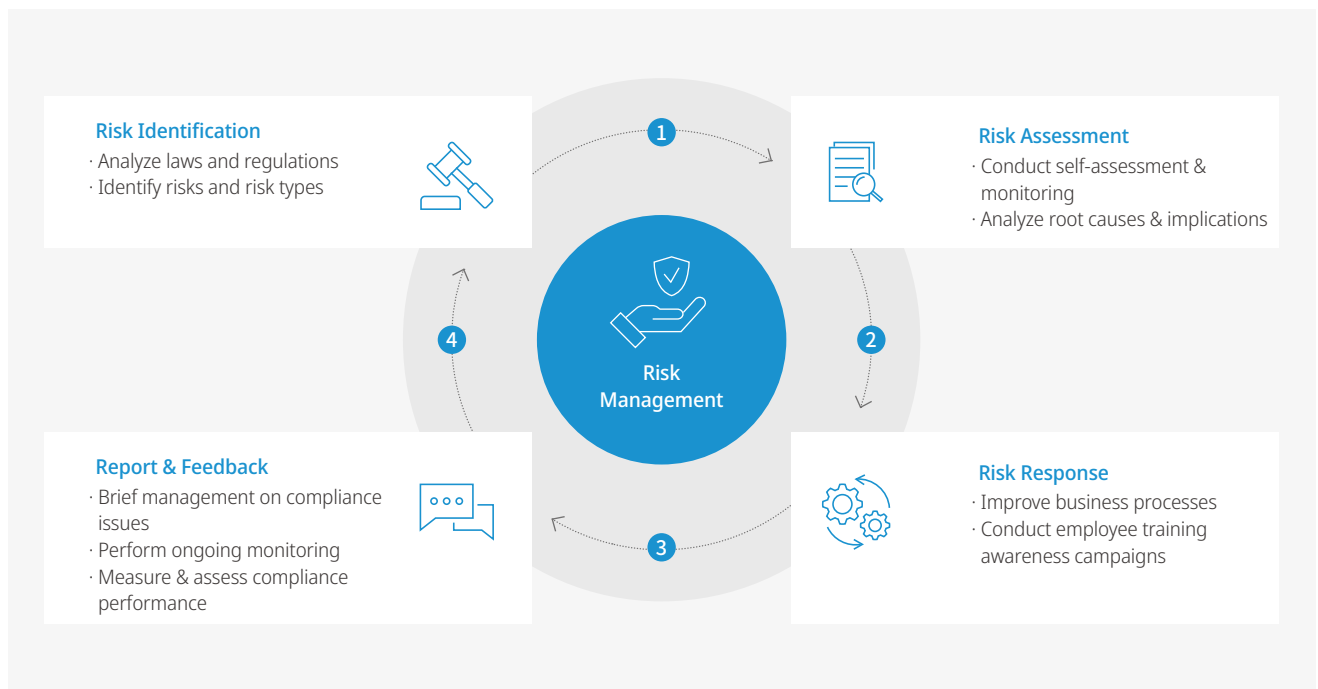 Risk Identification
· Analyze laws and regulations
· Identify risks and risk types
1
Risk Assessment
· Conduct self-assessment &
monitoring
· Analyze root causes & implications
Risk
Management
4
2
Report & Feedback
· Brief management on compliance
issues
· Perform ongoing monitoring
· Measure & assess compliance
performance
3
Risk Response
· Improve business processes
· Conduct employee training
awareness campaigns